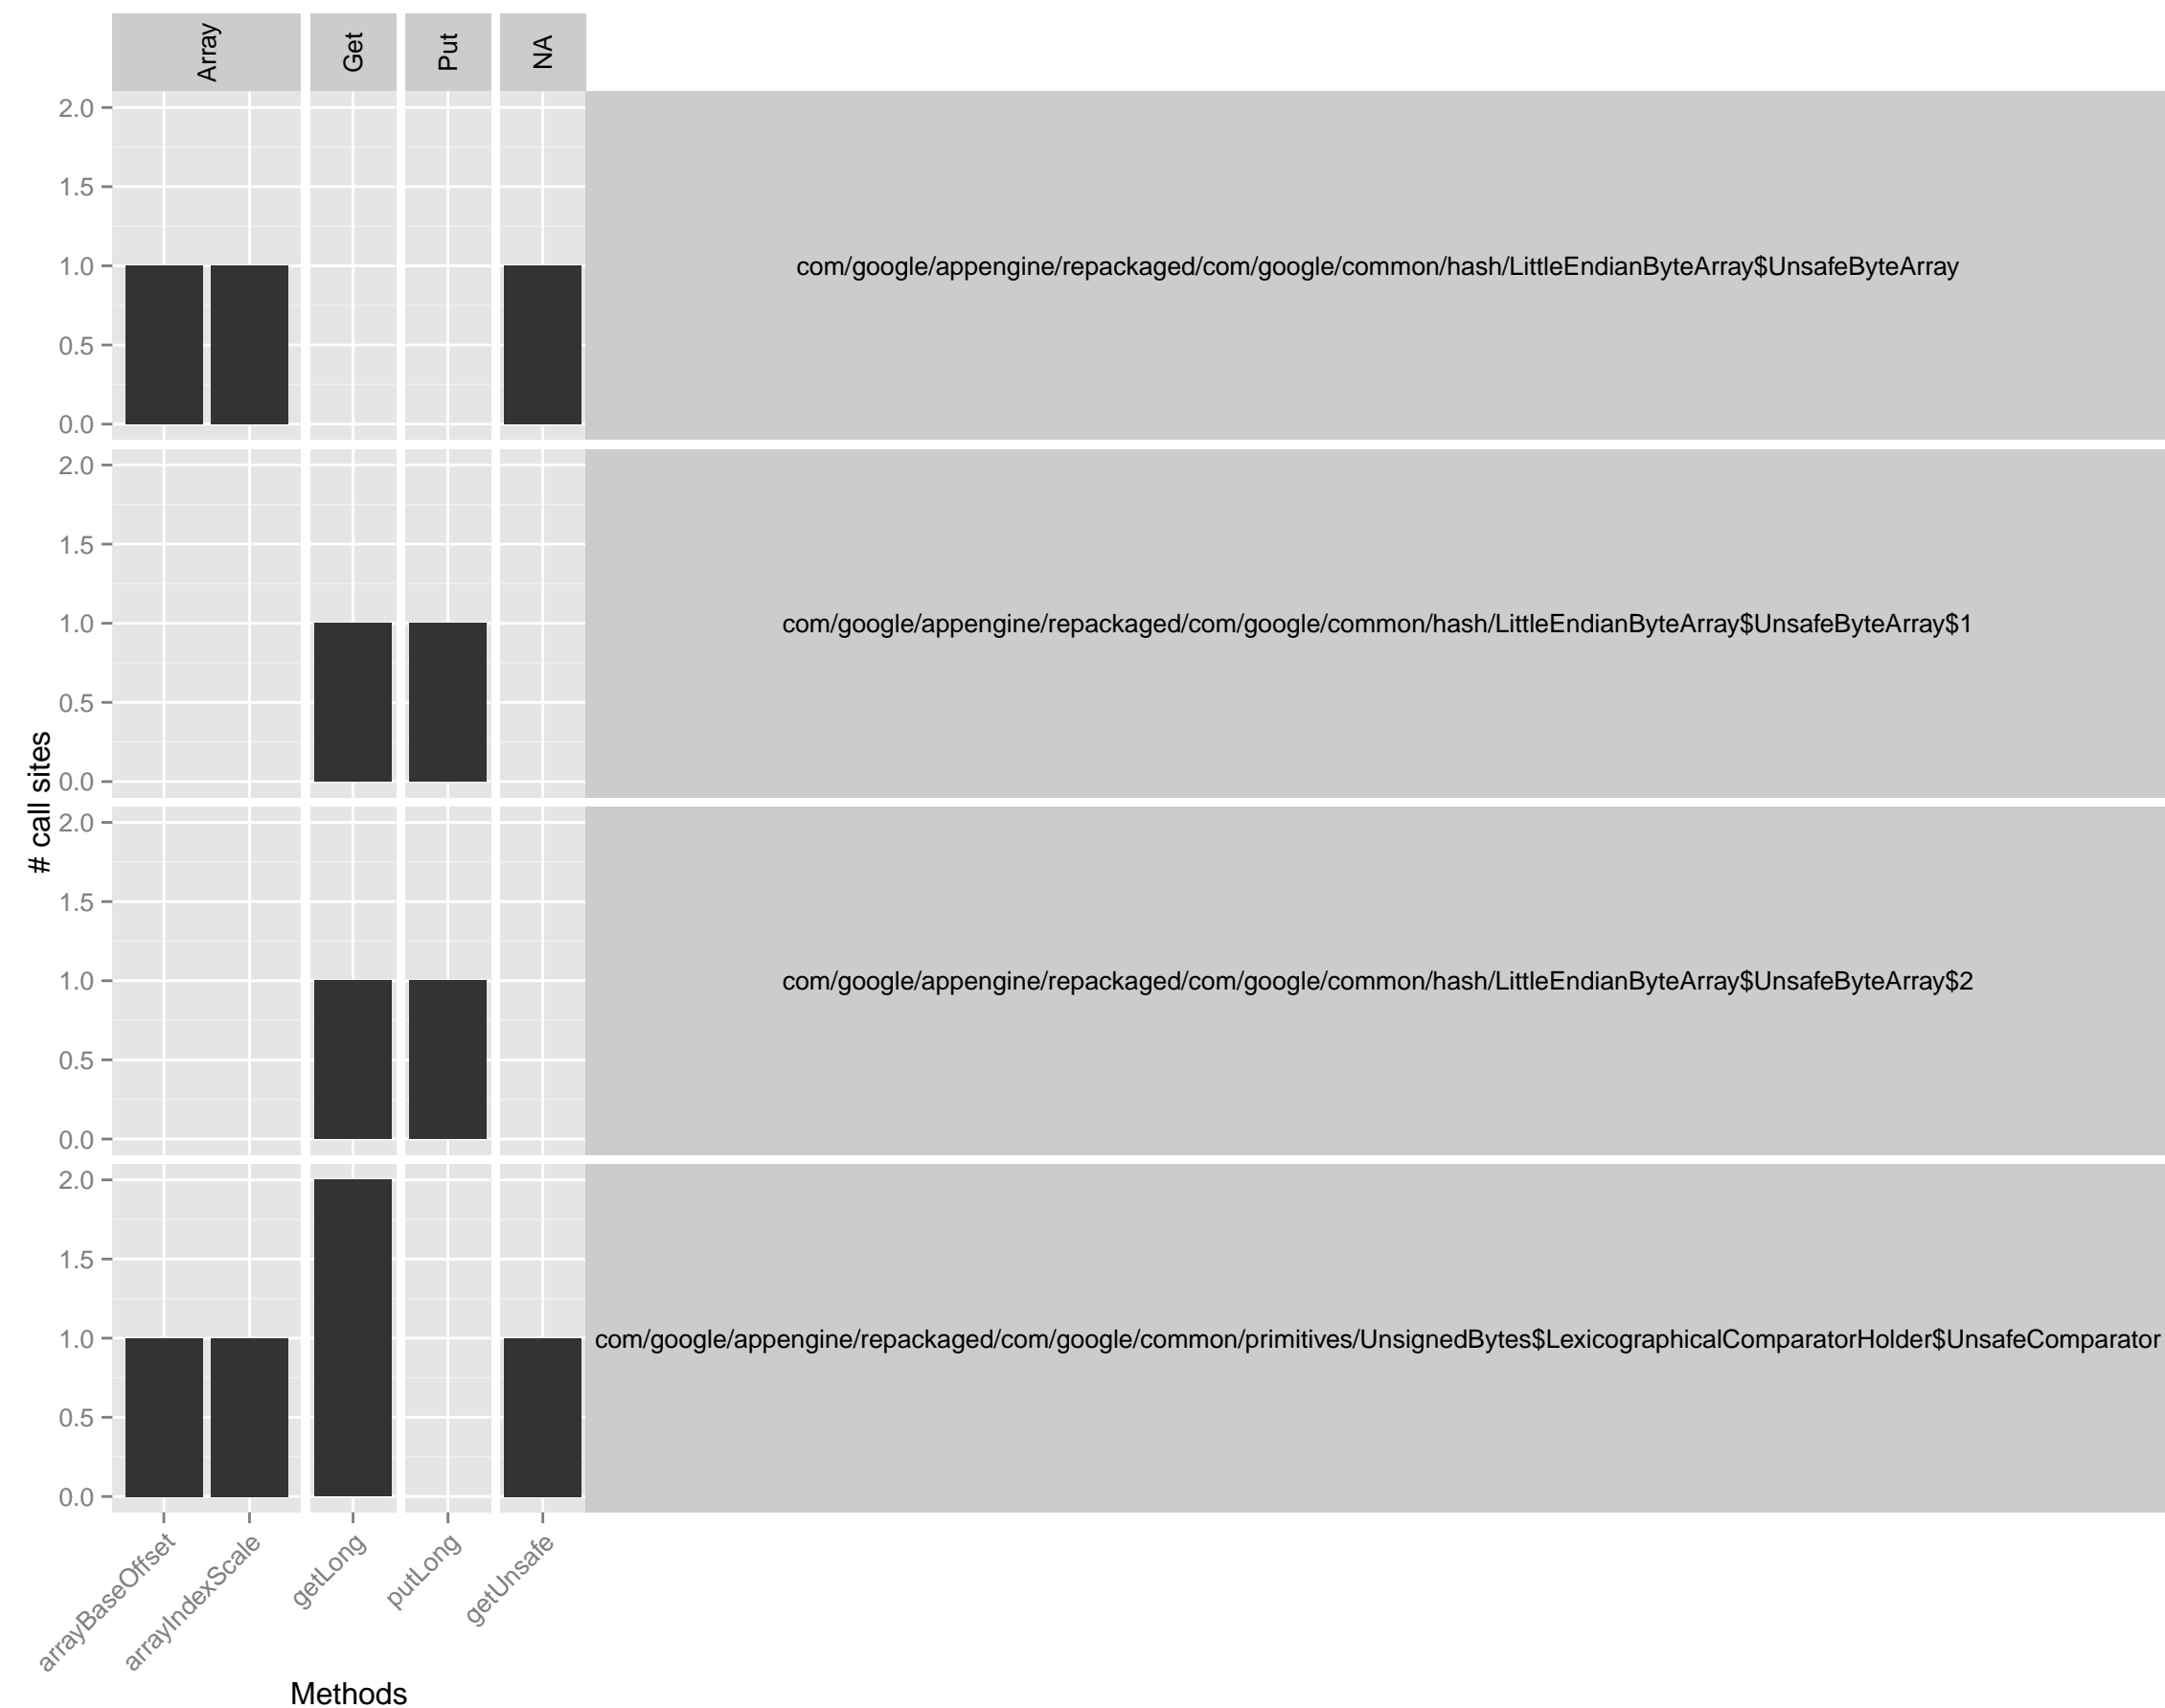 Array
Get
Put
NA
2.0
1.5
1.0
0.5
0.0
com/google/appengine/repackaged/com/google/common/hash/LittleEndianByteArray$UnsafeByteArray
2.0
1.5
1.0
0.5
0.0
com/google/appengine/repackaged/com/google/common/hash/LittleEndianByteArray$UnsafeByteArray$1
2.0
1.5
1.0
0.5
0.0
com/google/appengine/repackaged/com/google/common/hash/LittleEndianByteArray$UnsafeByteArray$2
2.0
1.5
1.0
0.5
0.0
com/google/appengine/repackaged/com/google/common/primitives/UnsignedBytes$LexicographicalComparatorHolder$UnsafeComparator
# call sites
arrayBaseOffset
arrayIndexScale
getLong
putLong
getUnsafe
Methods